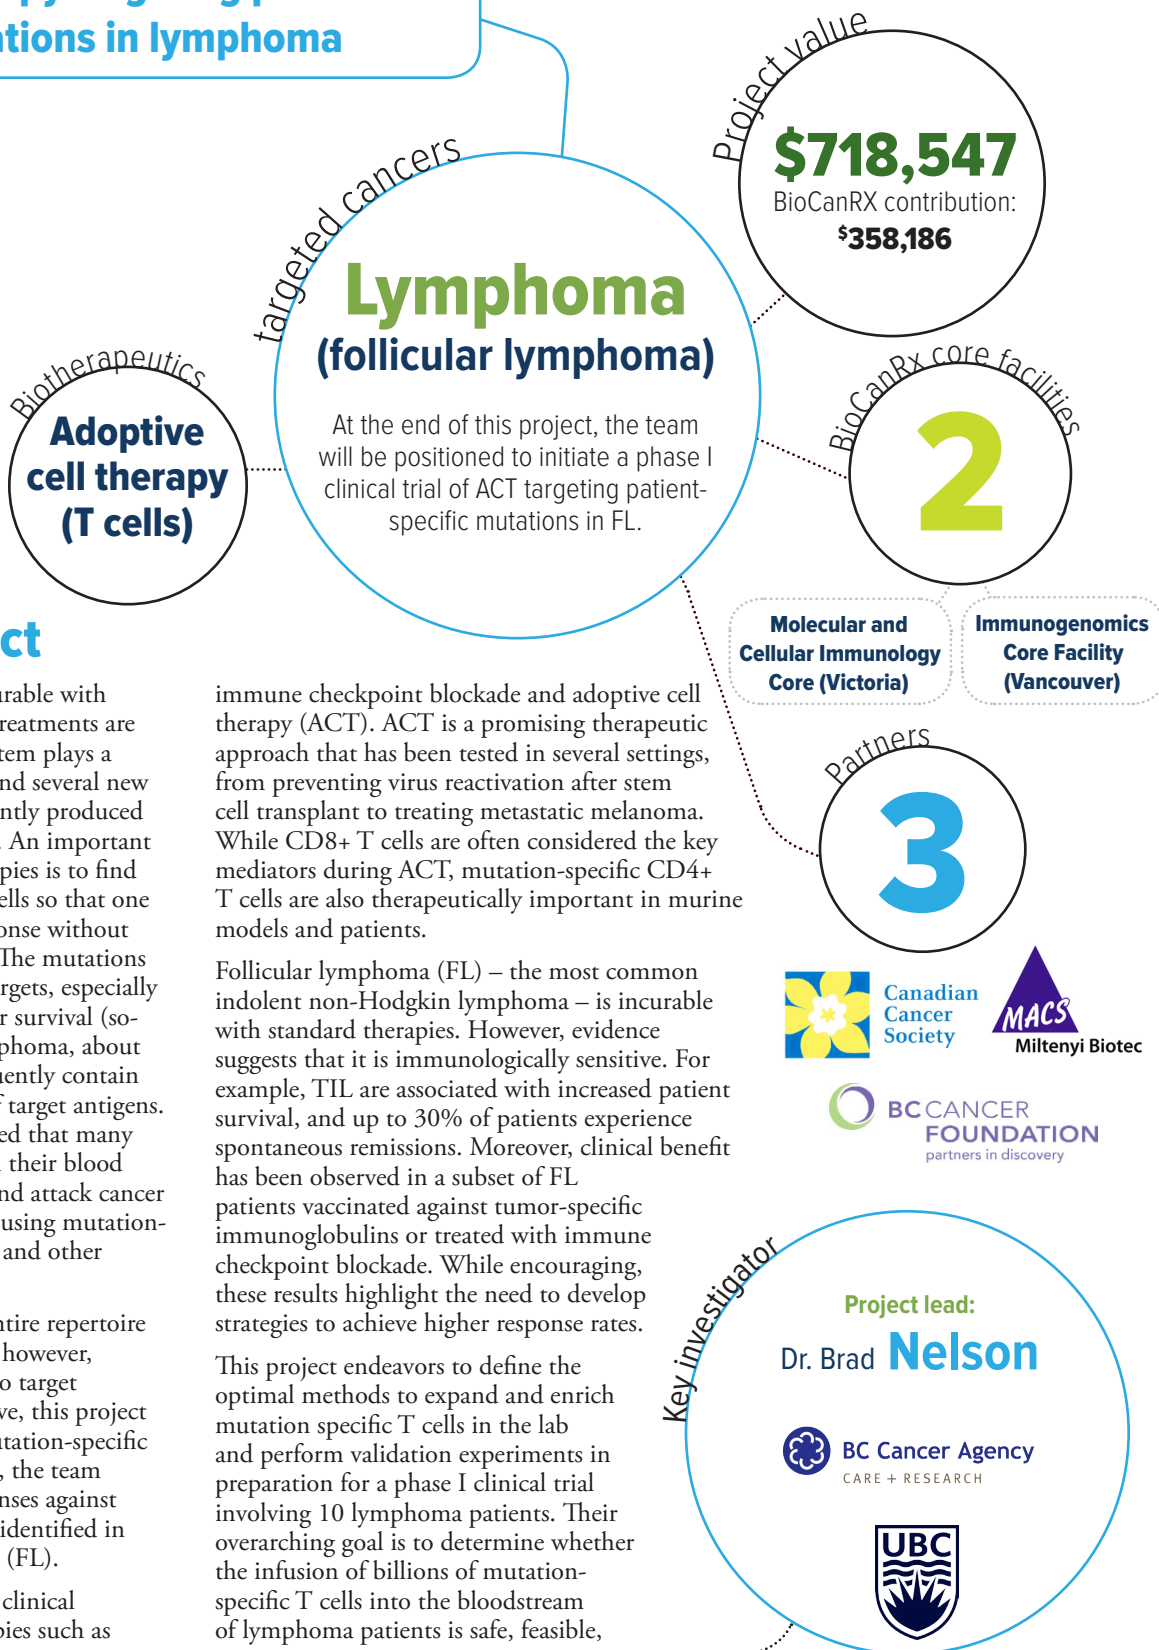 ations in lymphoma
Project value
$718,547
BioCanRX contribution:
$358,186
targeted cancers
Lymphoma
(follicular lymphoma)
At the end of this project, the team
will be positioned to initiate a phase I
clinical trial of ACT targeting patient-
specific mutations in FL.
Biotherapeutics
Adoptive
cell therapy
(T cells)
BioCanRx core facilities
2
Molecular and
Cellular Immunology
Core (Victoria)
Immunogenomics
Core Facility
(Vancouver)
Partners
3
Canadian
Cancer
Society
MACS
Miltenyi Biotec
BC CANCER
FOUNDATION
partners in discovery
Key investigator
Project lead:
Dr. Brad Nelson
BC Cancer Agency
CARE + RESEARCH
UBC
ct
urable with
reatments are
tem plays a
nd several new
ntly produced
. An important
pies is to find
ells so that one
onse without
The mutations
rgets, especially
r survival (so-
phoma, about
uently contain
f target antigens.
ed that many
n their blood
nd attack cancer
using mutation-
and other
ntire repertoire
however,
o target
ve, this project
utation-specific
, the team
nses against
identified in
(FL).
clinical
pies such as
immune checkpoint blockade and adoptive cell
therapy (ACT). ACT is a promising therapeutic
approach that has been tested in several settings,
from preventing virus reactivation after stem
cell transplant to treating metastatic melanoma.
While CD8+ T cells are often considered the key
mediators during ACT, mutation-specific CD4+
T cells are also therapeutically important in murine
models and patients.
Follicular lymphoma (FL) – the most common
indolent non-Hodgkin lymphoma – is incurable
with standard therapies. However, evidence
suggests that it is immunologically sensitive. For
example, TIL are associated with increased patient
survival, and up to 30% of patients experience
spontaneous remissions. Moreover, clinical benefit
has been observed in a subset of FL
patients vaccinated against tumor-specific
immunoglobulins or treated with immune
checkpoint blockade. While encouraging,
these results highlight the need to develop
strategies to achieve higher response rates.
This project endeavors to define the
optimal methods to expand and enrich
mutation specific T cells in the lab
and perform validation experiments in
preparation for a phase I clinical trial
involving 10 lymphoma patients. Their
overarching goal is to determine whether
the infusion of billions of mutation-
specific T cells into the bloodstream
of lymphoma patients is safe, feasible,